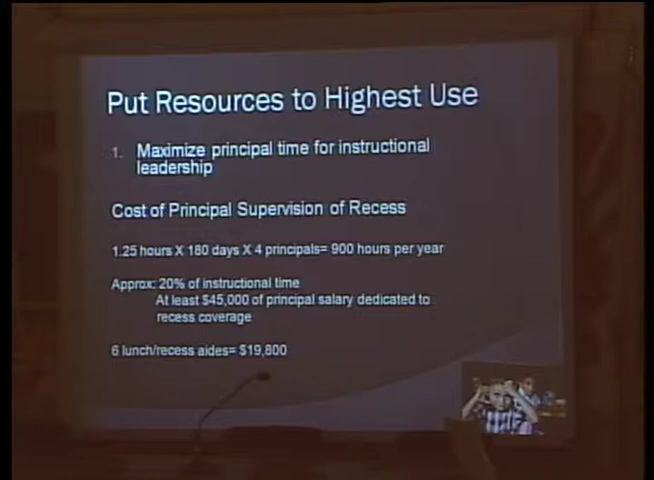 Put Resources to Highest Use
1. Maximize principal time for instructional
leadership
Cost of Principal Supervision of Recess
1.25 hours X 180 days X 4 principals= 900 hours per year
Approx: 20% of instructional time
At least $45,000 of principal salary dedicated to
recess coverage
6 lunch/recess aides= $19,800